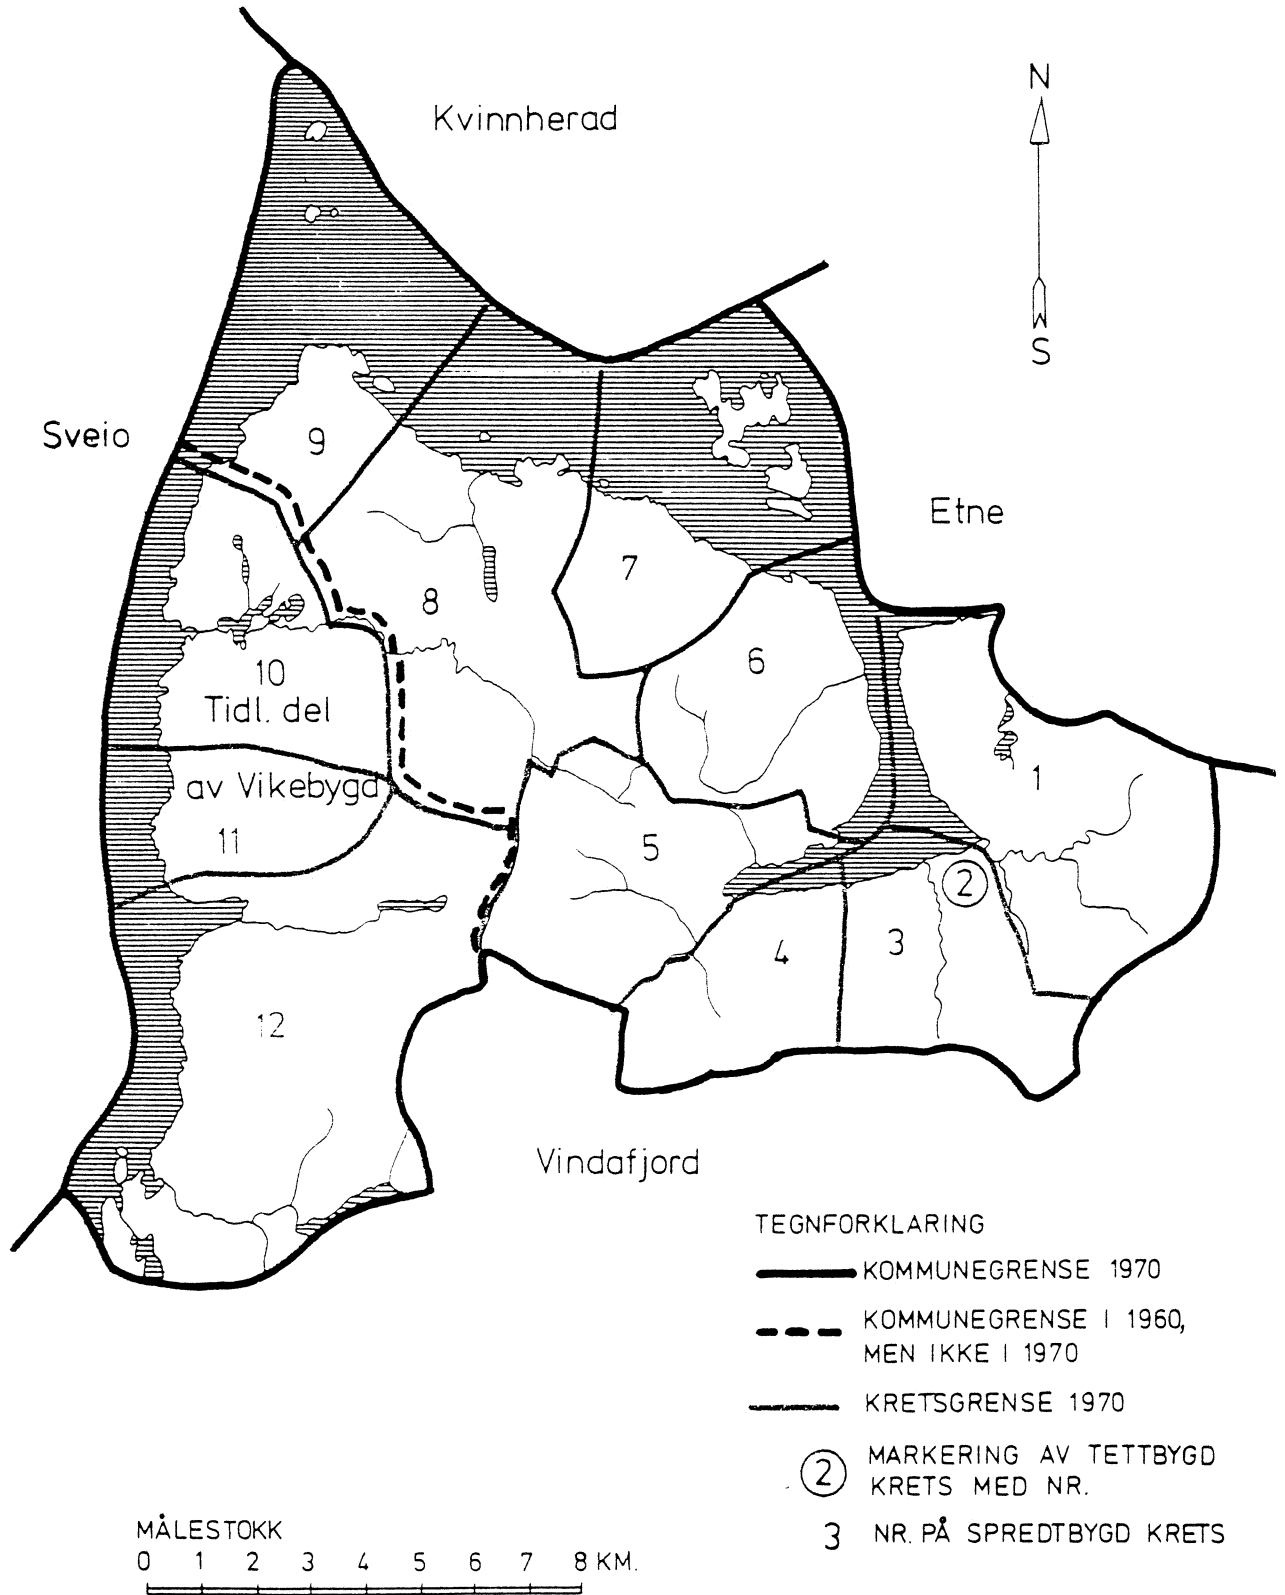 Kvinnherad
N
S
Sveio
9
Etne
7
8
6
10
Tidl. del
1
av Vikebygd
11
5
2
4
3
12
Vindafjord
TEGNFORKLARING
KOMMUNEGRENSE 1970
KOMMUNEGRENSE I 1960,
MEN IKKE I 1970
KRETSGRENSE 1970
2 MARKERING AV TETTBYGD
KRETS MED NR.
3 NR. PÅ SPREDTBYGD KRETS
MÅLESTOKK
0 1 2 3 4 5 6 7 8 KM.